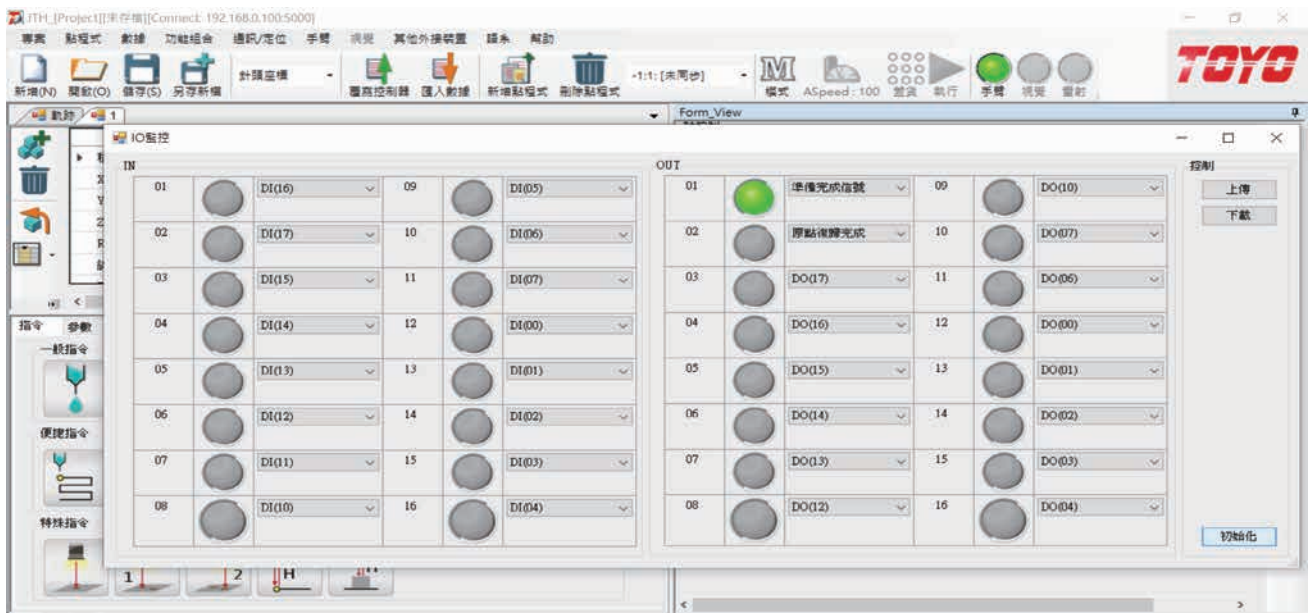 JTH_[Project][未存檔][Connect: 192.168.0.100:5000]
專案 點程式 數據 功能組合 通訊/定位 手臂 視覺 其他外接裝置 語系 幫助
TOYO
針頭座標
-1:1: [未同步]
M
新增(N) 開啟(O) 儲存(S) 另存新檔 覆寫控制器 匯入數據 新增點程式 刪除點程式 模式 ASpeed : 100 執行 手臂 視覺 雷射
軌跡 1
Form_View
IO監控
IN
OUT
控制
01 DI(16) 09 DI(05) 01 準備完成信號 09 DO(10)
上傳
下載
02 DI(17) 10 DI(06) 02 原點復歸完成 10 DO(07)
03 DI(15) 11 DI(07) 03 DO(17) 11 DO(06)
04 DI(14) 12 DI(00) 04 DO(16) 12 DO(00)
05 DI(13) 13 DI(01) 05 DO(15) 13 DO(01)
06 DI(12) 14 DI(02) 06 DO(14) 14 DO(02)
07 DI(11) 15 DI(03) 07 DO(13) 15 DO(03)
08 DI(10) 16 DI(04) 08 DO(12) 16 DO(04)
初始化
X
Y
Z
R
指令 參數
一般指令
便捷指令
特殊指令
1 2 H